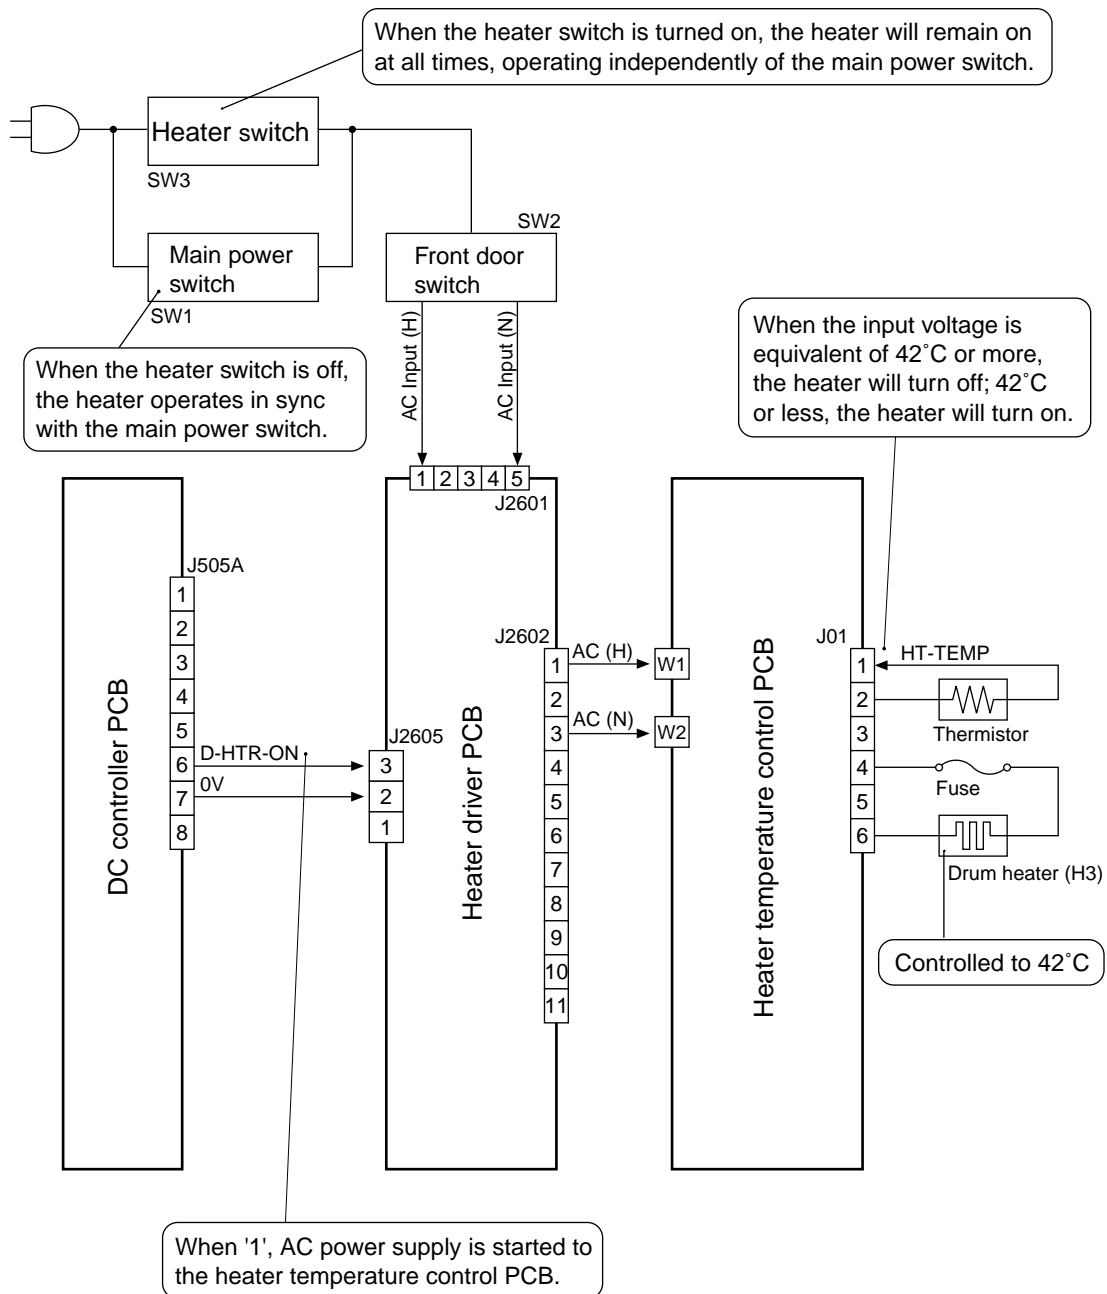 When the heater switch is turned on, the heater will remain on
at all times, operating independently of the main power switch.
Heater switch
SW3
SW2
Main power
switch
SW1
Front door
switch
AC Input (H)
AC Input (N)
When the heater switch is off,
the heater operates in sync
with the main power switch.
When the input voltage is
equivalent of 42˚C or more,
the heater will turn off; 42˚C
or less, the heater will turn on.
1 2 3 4 5
J2601
DC controller PCB
J505A
1
2
3
4
5
6
7
8
D-HTR-ON
0V
J2605
3
2
1
Heater driver PCB
J2602
1
2
3
4
5
6
7
8
9
10
11
AC (H)
AC (N)
W1
W2
Heater temperature control PCB
J01
1
2
3
4
5
6
HT-TEMP
Thermistor
Fuse
Drum heater (H3)
Controlled to 42˚C
When '1', AC power supply is started to
the heater temperature control PCB.